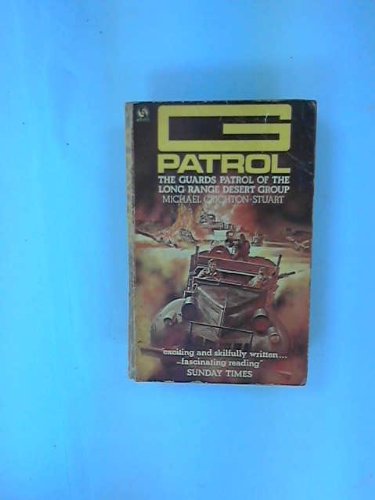 G
PATROL
THE GUARDS PATROL OF THE
LONG RANGE DESERT GROUP
MICHAEL CRICHTON-STUART
'exciting and skilfully written...
...fascinating reading'
SUNDAY TIMES